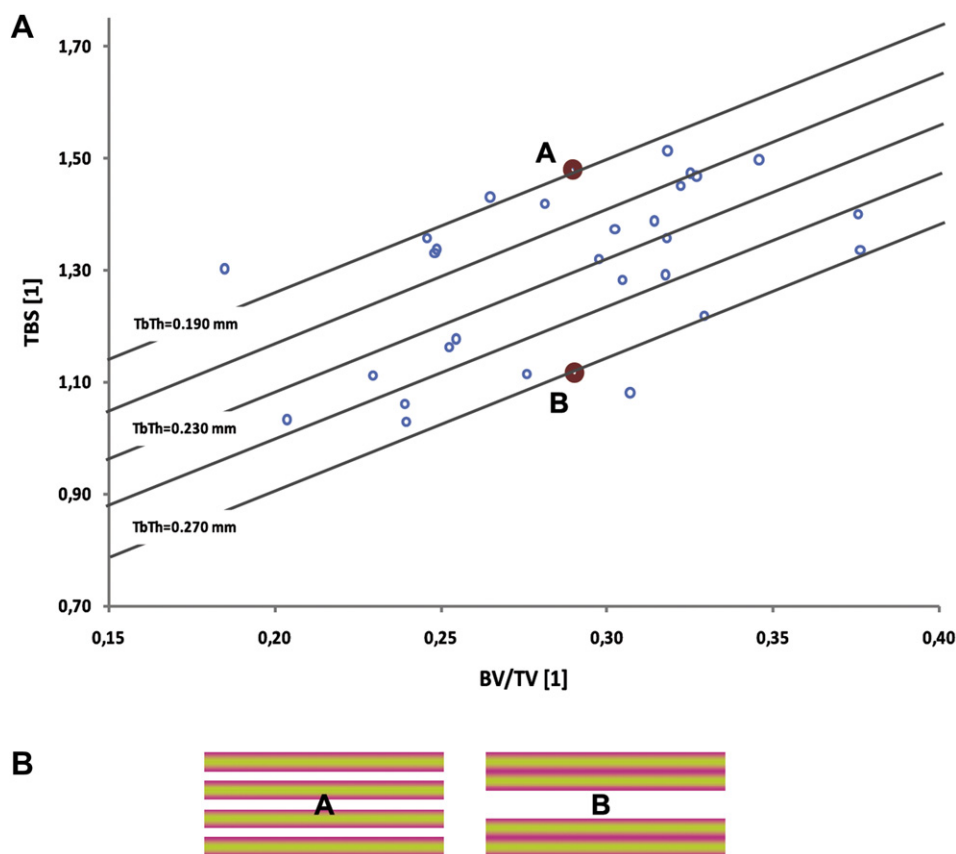 A
1,70
1,50
1,30
1,10
0,90
0,70
TBS [1]
A
B
TbTh=0.190 mm
TbTh=0.230 mm
TbTh=0.270 mm
0,15 0,20 0,25 0,30 0,35 0,40
BV/TV [1]
B
A B